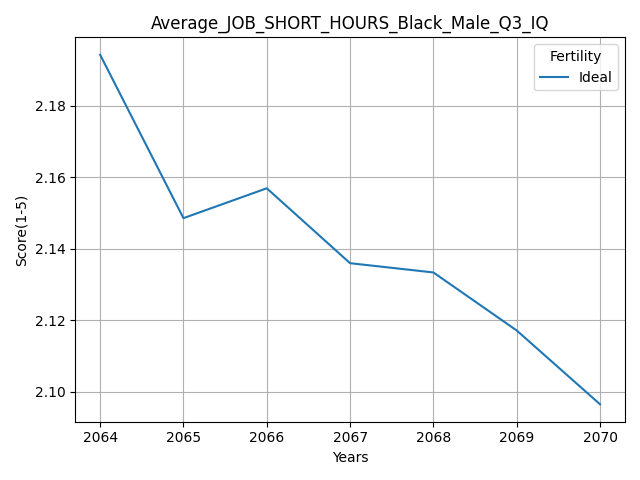 Average_JOB_SHORT_HOURS_Black_Male_Q3_IQ
Fertility
Ideal
Score(1-5)
2.18
2.16
2.14
2.12
2.10
2064 2065 2066 2067 2068 2069 2070
Years